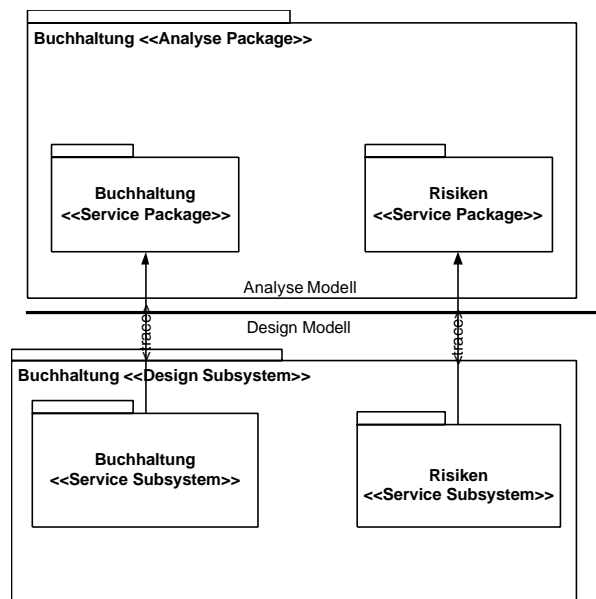 Buchhaltung <<Analyse Package>>
Buchhaltung
<<Service Package>>
Risiken
<<Service Package>>
Analyse Modell
<trace>
<trace>
Design Modell
Buchhaltung <<Design Subsystem>>
Buchhaltung
<<Service Subsystem>>
Risiken
<<Service Subsystem>>